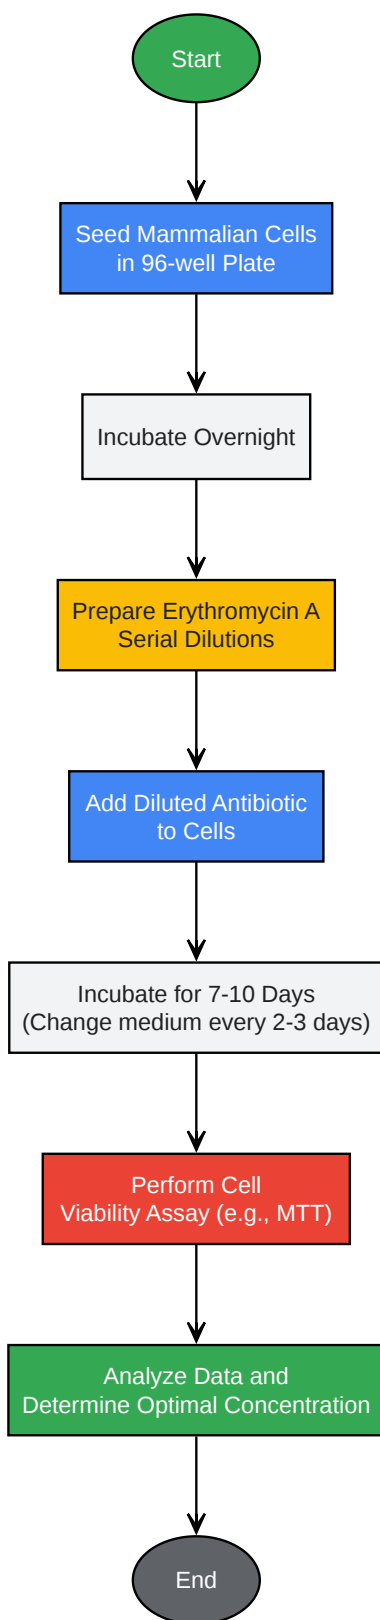 Start
Seed Mammalian Cells
in 96-well Plate
Incubate Overnight
Prepare Erythromycin A
Serial Dilutions
Add Diluted Antibiotic
to Cells
Incubate for 7-10 Days
(Change medium every 2-3 days)
Perform Cell
Viability Assay (e.g., MTT)
Analyze Data and
Determine Optimal Concentration
End